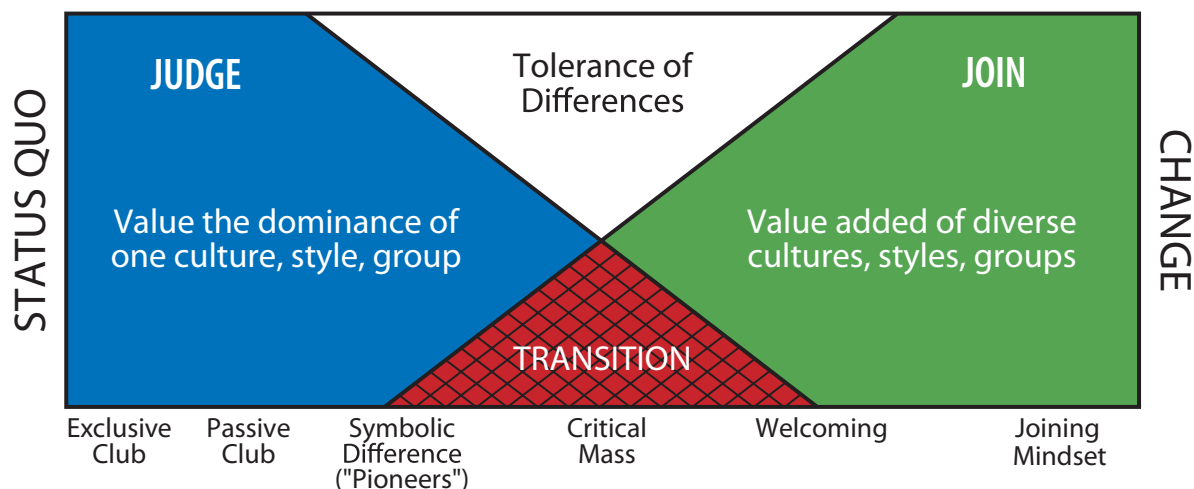 STATUS QUO
JUDGE
Value the dominance of
one culture, style, group
Tolerance of
Differences
TRANSITION
JOIN
Value added of diverse
cultures, styles, groups
CHANGE
Exclusive
Club
Passive
Club
Symbolic
Difference
("Pioneers")
Critical
Mass
Welcoming
Joining
Mindset